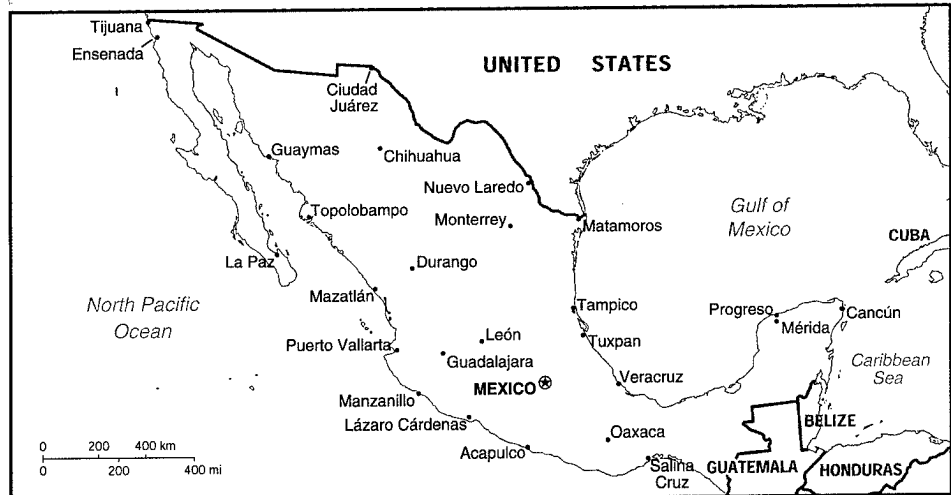 Tijuana
Ensenada
UNITED STATES
Ciudad
Juárez
Guaymas
Chihuahua
Nuevo Laredo
Topolobampo
Monterrey
Matamoros
Gulf of
Mexico
CUBA
La Paz
Durango
North Pacific
Ocean
Mazatlán
Tampico
Progreso
Cancún
Mérida
Puerto Vallarta
León
Tuxpan
Guadalajara
Caribbean
Sea
MEXICO
Veracruz
Manzanillo
BELIZE
Lázaro Cárdenas
Oaxaca
Acapulco
0 200 400 km
0 200 400 mi
Salina
Cruz
GUATEMALA
HONDURAS